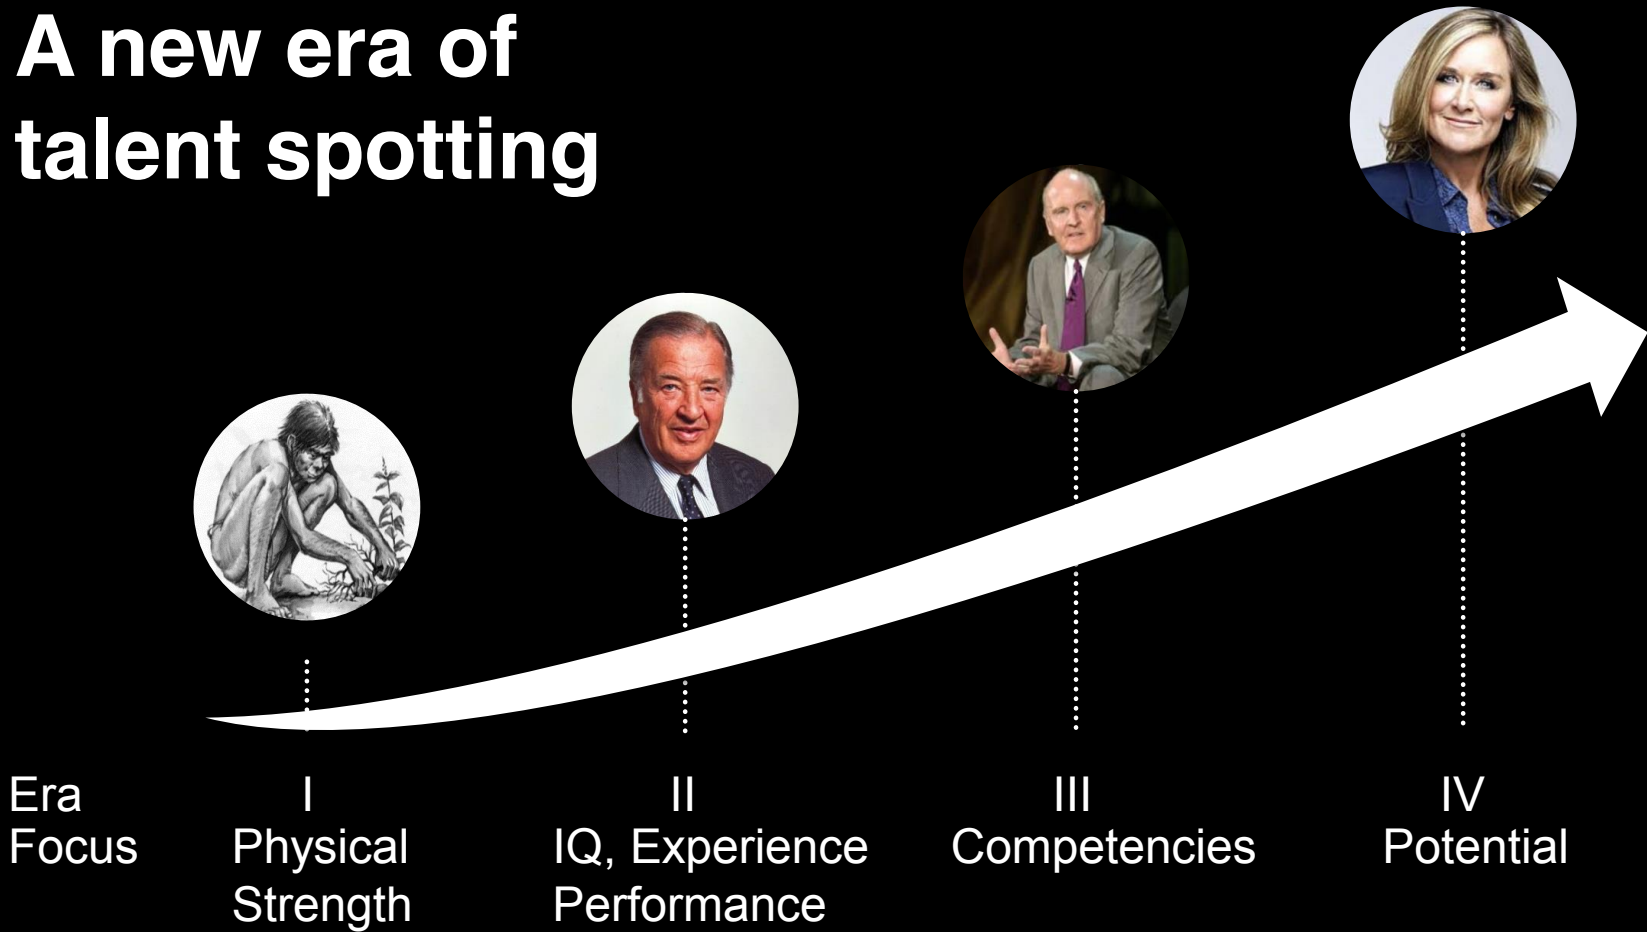 A new era of
talent spotting
Era I II III IV
Focus Physical IQ, Experience Competencies Potential
Strength Performance